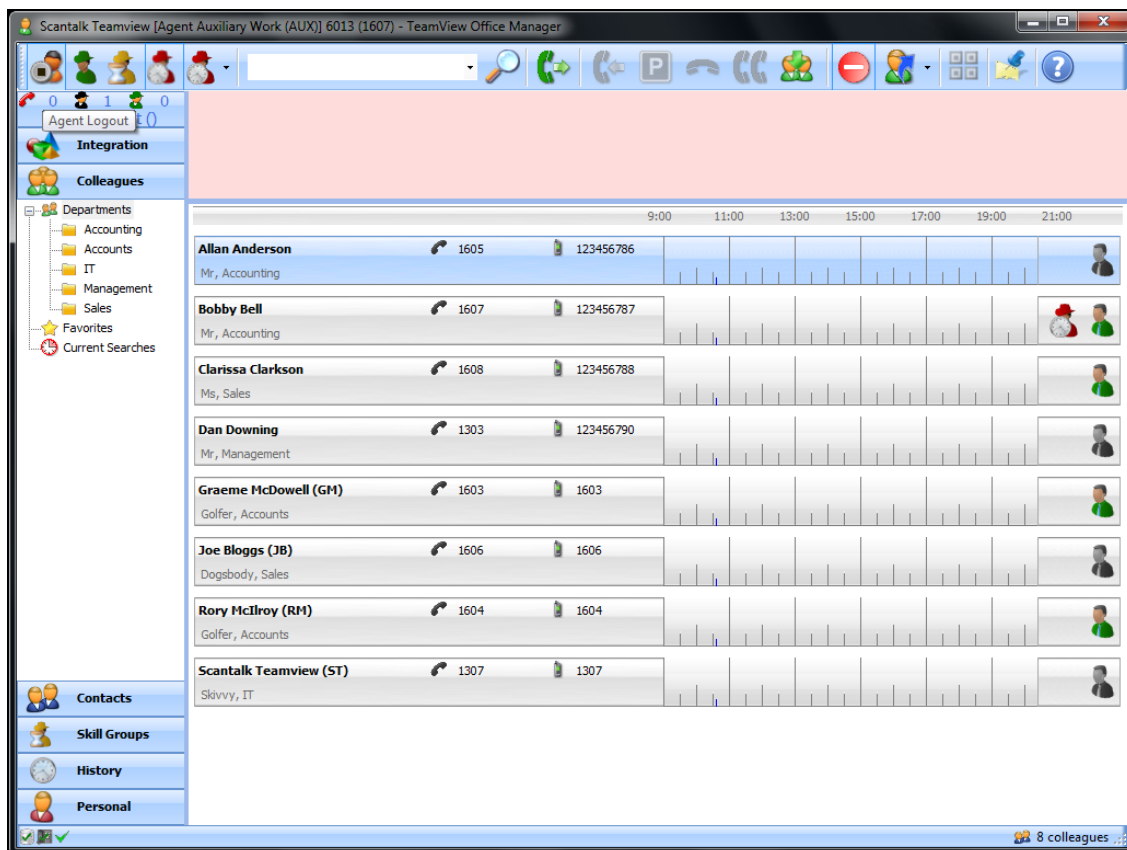 Scantalk Teamview [Agent Auxiliary Work (AUX)] 6013 (1607) - TeamView Office Manager
P
0 1 0
Agent Logout
Integration
Colleagues
Departments
Accounting
Accounts
IT
Management
Sales
Favorites
Current Searches
9:00 11:00 13:00 15:00 17:00 19:00 21:00
Allan Anderson 1605 123456786
Mr, Accounting
Bobby Bell 1607 123456787
Mr, Accounting
Clarissa Clarkson 1608 123456788
Ms, Sales
Dan Downing 1303 123456790
Mr, Management
Graeme McDowell (GM) 1603 1603
Golfer, Accounts
Joe Bloggs (JB) 1606 1606
Dogsbody, Sales
Rory McIlroy (RM) 1604 1604
Golfer, Accounts
Scantalk Teamview (ST) 1307 1307
Skivvy, IT
Contacts
Skill Groups
History
Personal
8 colleagues